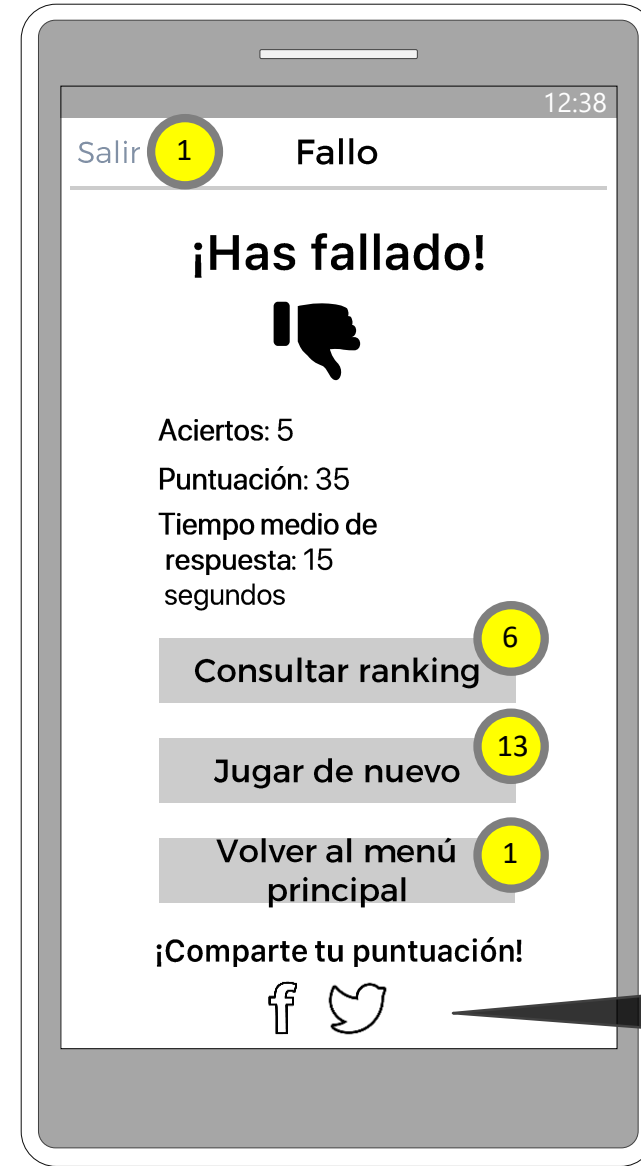 12:38
Salir 1 Fallo
¡Has fallado!
Aciertos: 5
Puntuación: 35
Tiempo medio de
respuesta: 15
segundos
6
Consultar ranking
13
Jugar de nuevo
Volver al menú 1
principal
¡Comparte tu puntuación!